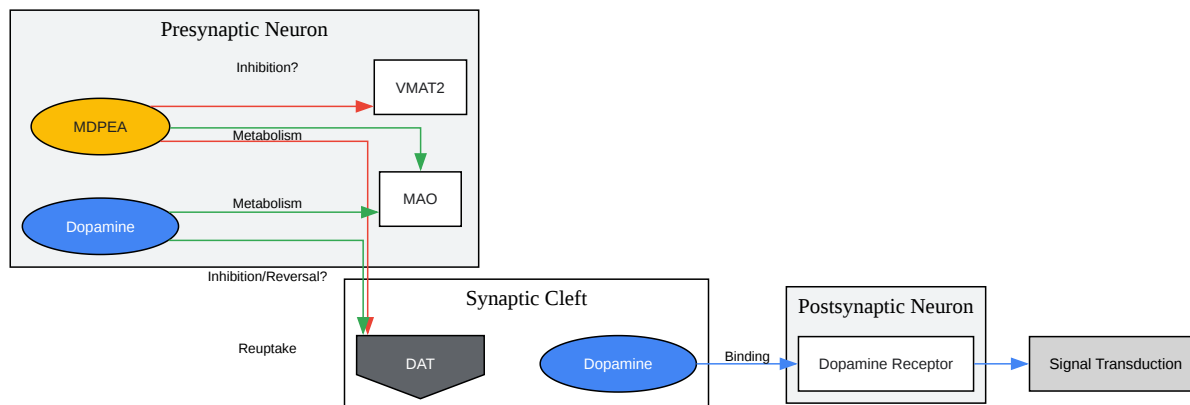 Presynaptic Neuron
Inhibition?
VMAT2
MDPEA
Metabolism
MAO
Metabolism
Dopamine
Inhibition/Reversal?
Synaptic Cleft
Postsynaptic Neuron
Reuptake
DAT
Dopamine
Binding
Dopamine Receptor
Signal Transduction